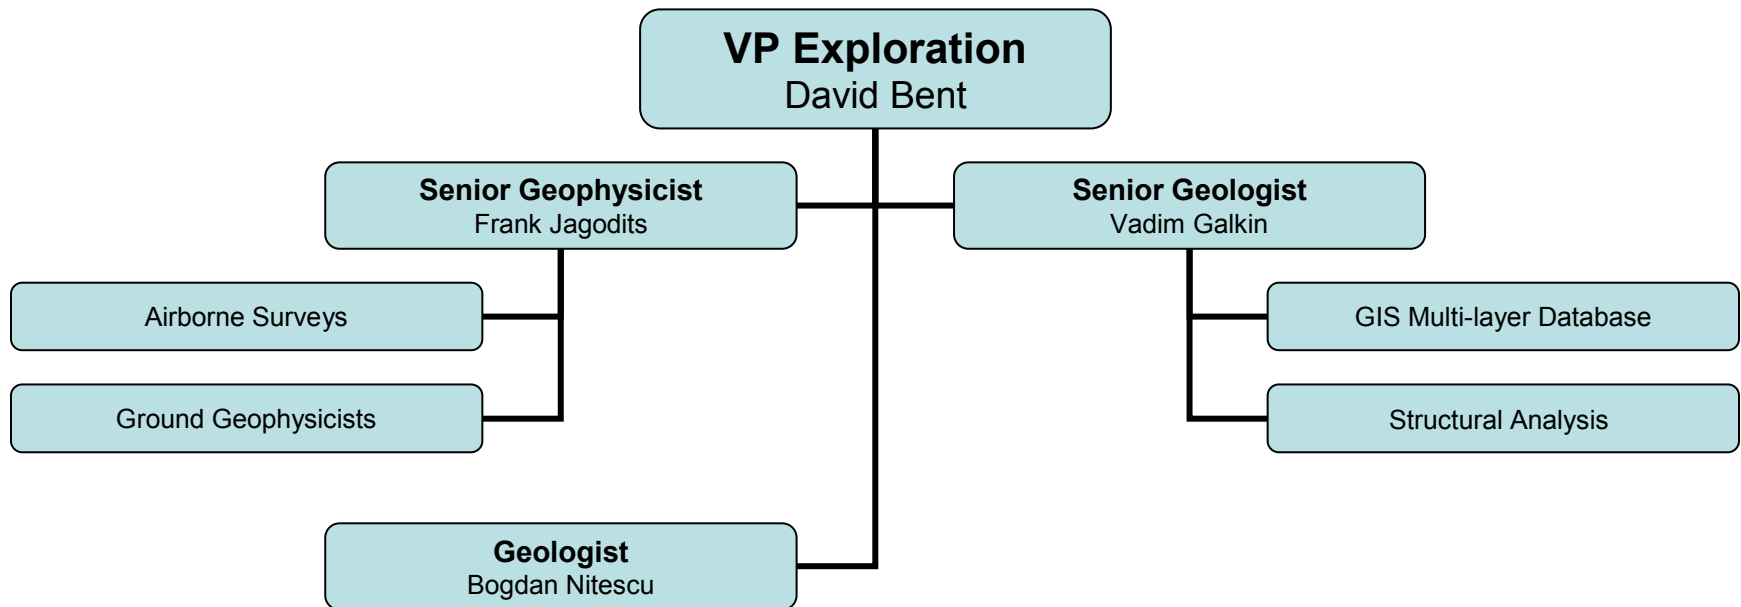 VP Exploration
David Bent
Senior Geophysicist
Frank Jagodits
Senior Geologist
Vadim Galkin
Airborne Surveys
GIS Multi-layer Database
Ground Geophysicists
Structural Analysis
Geologist
Bogdan Nitescu